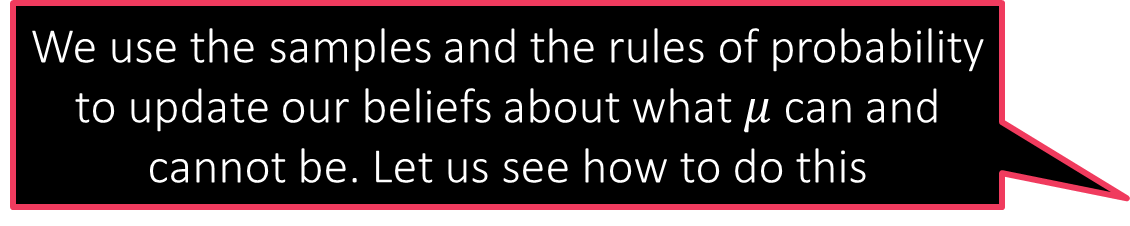 We use the samples and the rules of probability
to update our beliefs about what 𝜇 can and
cannot be. Let us see how to do this